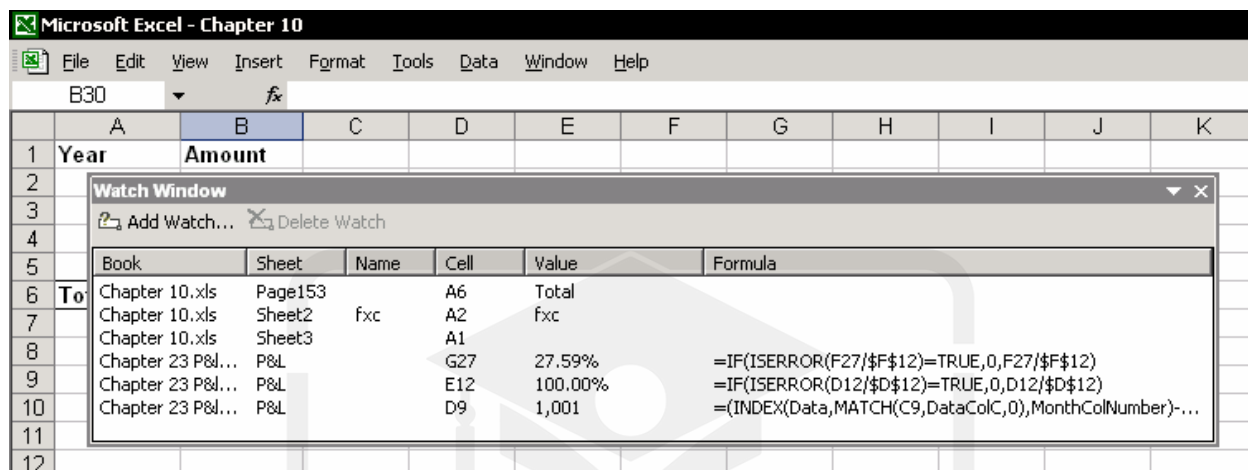 Microsoft Excel - Chapter 10
File Edit View Insert Format Tools Data Window Help
B30 fx
A B C D E F G H I J K
1 Year Amount
2
Watch Window
3
Add Watch... Delete Watch
4
5 Book Sheet Name Cell Value Formula
6 To Chapter 10.xls Page153 A6 Total
7 Chapter 10.xls Sheet2 fxc A2 fxc
Chapter 10.xls Sheet3 A1
8 Chapter 23 P&l... P&L G27 27.59% =IF(ISERROR(F27/$F$12)=TRUE,0,F27/$F$12)
9 Chapter 23 P&l... P&L E12 100.00% =IF(ISERROR(D12/$D$12)=TRUE,0,D12/$D$12)
10 Chapter 23 P&l... P&L D9 1,001 =(INDEX(Data,MATCH(C9,DataColC,0),MonthColNumber)-...
11
12